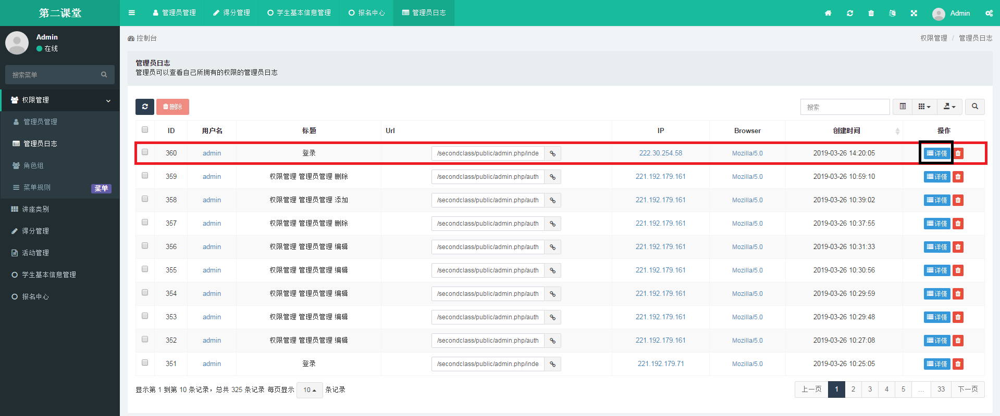 第二课堂
管理员管理 得分管理 学生基本信息管理 报名中心 管理员日志 Admin
Admin
在线
搜索菜单
权限管理
管理员管理
管理员日志
角色组
菜单规则 菜单
讲座类别
得分管理
活动管理
学生基本信息管理
报名中心
控制台 权限管理 / 管理员日志
管理员日志
管理员可以查看自己所拥有的权限的管理员日志
删除 搜索
ID 用户名 标题 Url IP Browser 创建时间 操作
360 admin 登录 /secondclass/public/admin.php/inde 222.30.254.58 Mozilla/5.0 2019-03-26 14:20:05 详情
359 admin 权限管理 管理员管理 删除 /secondclass/public/admin.php/auth 221.192.179.161 Mozilla/5.0 2019-03-26 10:59:10 详情
358 admin 权限管理 管理员管理 添加 /secondclass/public/admin.php/auth 221.192.179.161 Mozilla/5.0 2019-03-26 10:39:02 详情
357 admin 权限管理 管理员管理 删除 /secondclass/public/admin.php/auth 221.192.179.161 Mozilla/5.0 2019-03-26 10:37:55 详情
356 admin 权限管理 管理员管理 编辑 /secondclass/public/admin.php/auth 221.192.179.161 Mozilla/5.0 2019-03-26 10:31:33 详情
355 admin 权限管理 管理员管理 编辑 /secondclass/public/admin.php/auth 221.192.179.161 Mozilla/5.0 2019-03-26 10:30:56 详情
354 admin 权限管理 管理员管理 编辑 /secondclass/public/admin.php/auth 221.192.179.161 Mozilla/5.0 2019-03-26 10:29:59 详情
353 admin 权限管理 管理员管理 编辑 /secondclass/public/admin.php/auth 221.192.179.161 Mozilla/5.0 2019-03-26 10:29:48 详情
352 admin 权限管理 管理员管理 编辑 /secondclass/public/admin.php/auth 221.192.179.161 Mozilla/5.0 2019-03-26 10:27:08 详情
351 admin 登录 /secondclass/public/admin.php/inde 221.192.179.71 Mozilla/5.0 2019-03-26 10:25:05 详情
显示第 1 到第 10 条记录，总共 325 条记录 每页显示 10 条记录 上一页 1 2 3 4 5 ... 33 下一页